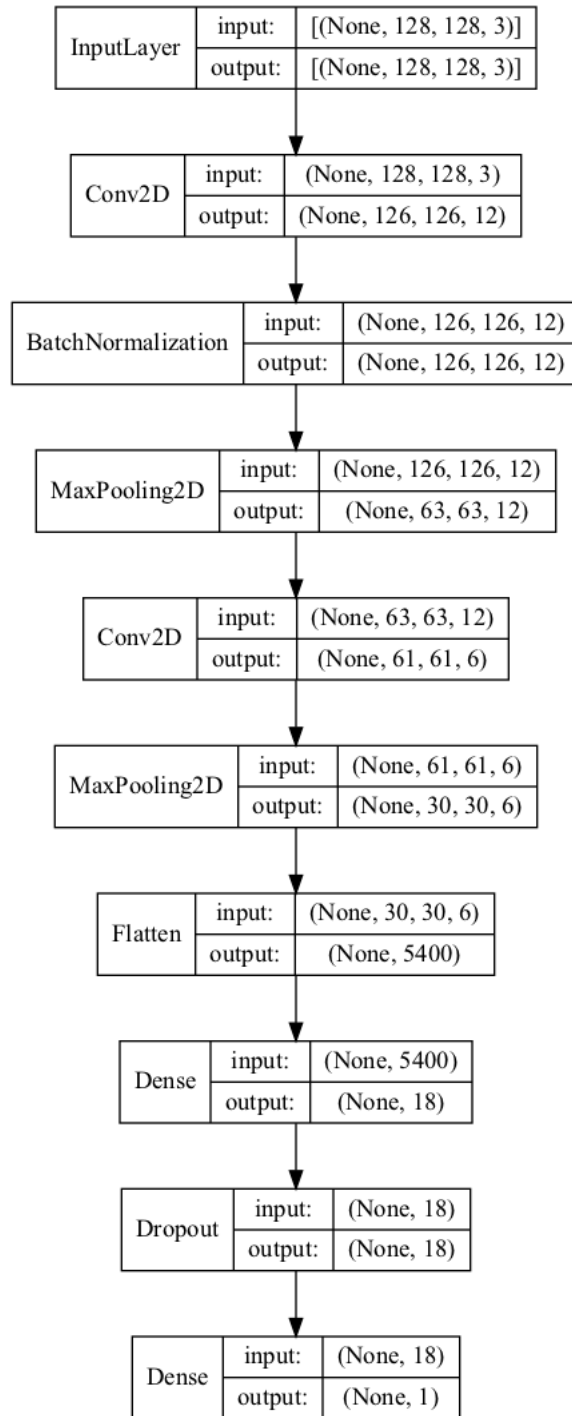 InputLayer
input: [(None, 128, 128, 3)]
output: [(None, 128, 128, 3)]
Conv2D
input: (None, 128, 128, 3)
output: (None, 126, 126, 12)
BatchNormalization
input: (None, 126, 126, 12)
output: (None, 126, 126, 12)
MaxPooling2D
input: (None, 126, 126, 12)
output: (None, 63, 63, 12)
Conv2D
input: (None, 63, 63, 12)
output: (None, 61, 61, 6)
MaxPooling2D
input: (None, 61, 61, 6)
output: (None, 30, 30, 6)
Flatten
input: (None, 30, 30, 6)
output: (None, 5400)
Dense
input: (None, 5400)
output: (None, 18)
Dropout
input: (None, 18)
output: (None, 18)
Dense
input: (None, 18)
output: (None, 1)